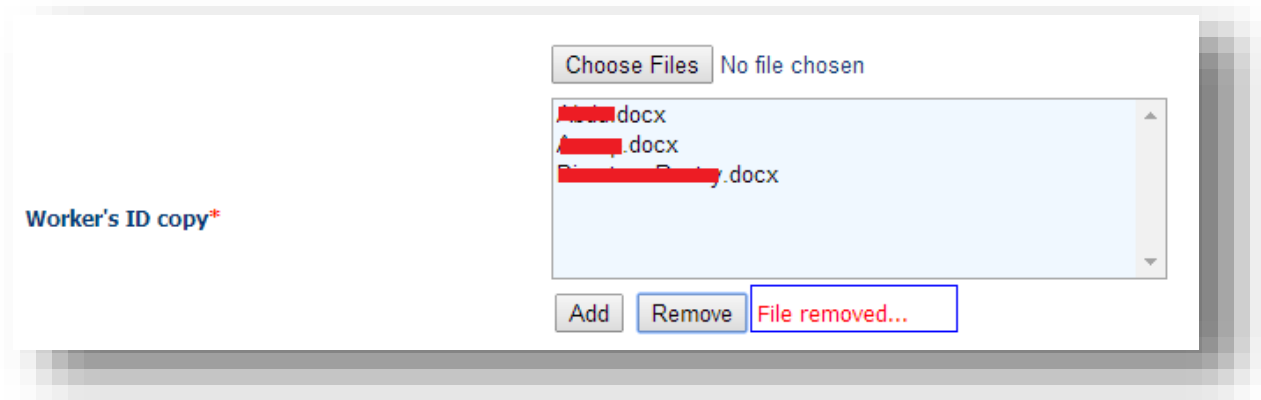 Choose Files No file chosen
.docx
.docx
.docx
Worker's ID copy*
Add Remove File removed...